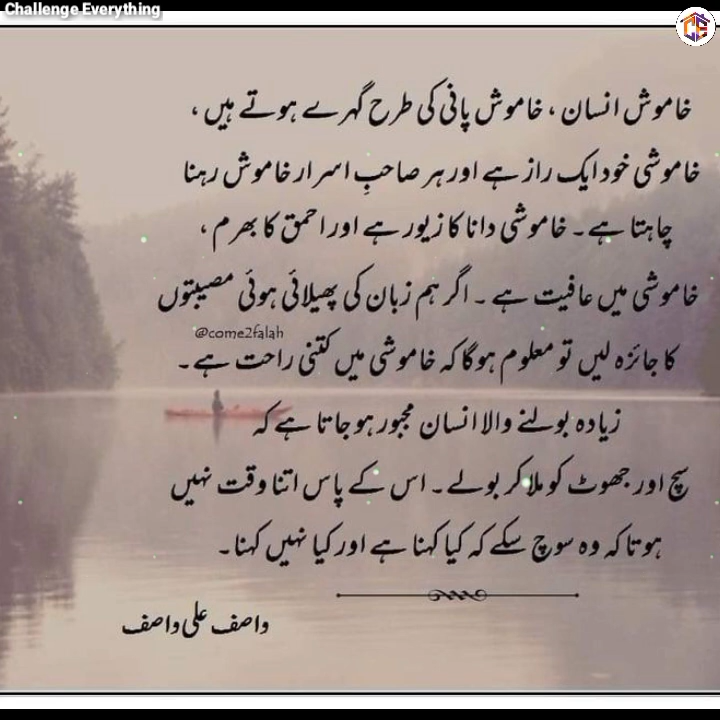 Challenge Everything
خاموش انسان ، خاموش پانی کی طرح گہرے ہوتے ہیں ،
خاموشی خود ایک راز ہے اور ہر صاحبِ اسرار خاموش رہنا
چاہتا ہے ۔ خاموشی دانا کا زیور ہے اور احمق کا بھرم ،
خاموشی میں عافیت ہے ۔ اگر ہم زبان کی پھیلائی ہوئی مصیبتوں
@come2falah
کا جائزہ لیں تو معلوم ہوگا کہ خاموشی میں کتنی راحت ہے ۔
زیادہ بولنے والا انسان مجبور ہو جاتا ہے کہ
سچ اور جھوٹ کو ملا کر بولے ۔ اس کے پاس اتنا وقت نہیں
ہوتا کہ وہ سوچ سکے کہ کیا کہنا ہے اور کیا نہیں کہنا ۔
واصف علی واصف